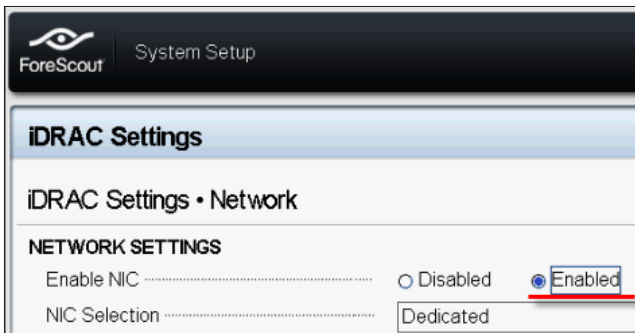 ForeScout
System Setup
iDRAC Settings
iDRAC Settings • Network
NETWORK SETTINGS
Enable NIC Disabled Enabled
NIC Selection Dedicated